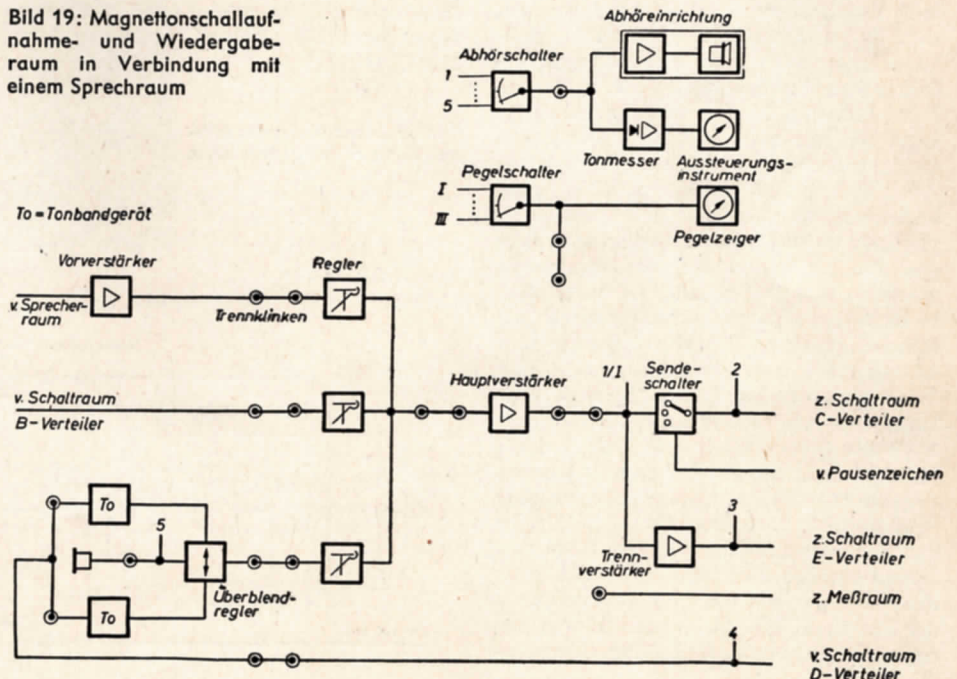 Bild 19: Magnettonschallauf-
nahme- und Wiedergabe-
raum in Verbindung mit
einem Sprechraum
Abhöreinrichtung
Abhörschalter
1
5
Tonmesser
Aussteuerungs-
instrument
Pegelschalter
I
III
Pegelzeiger
To = Tonbandgerät
Vorverstärker
Regler
v. Sprecher-
raum
Trennklinken
v. Schaltraum
B-Verteiler
Hauptverstärker
1/I
Sende-
schalter
2
z. Schaltraum
C-Verteiler
v. Pausenzeichen
To
5
To
Überblend-
regler
3
Trenn-
verstärker
z. Schaltraum
E-Verteiler
z. Meßraum
4
v. Schaltraum
D-Verteiler